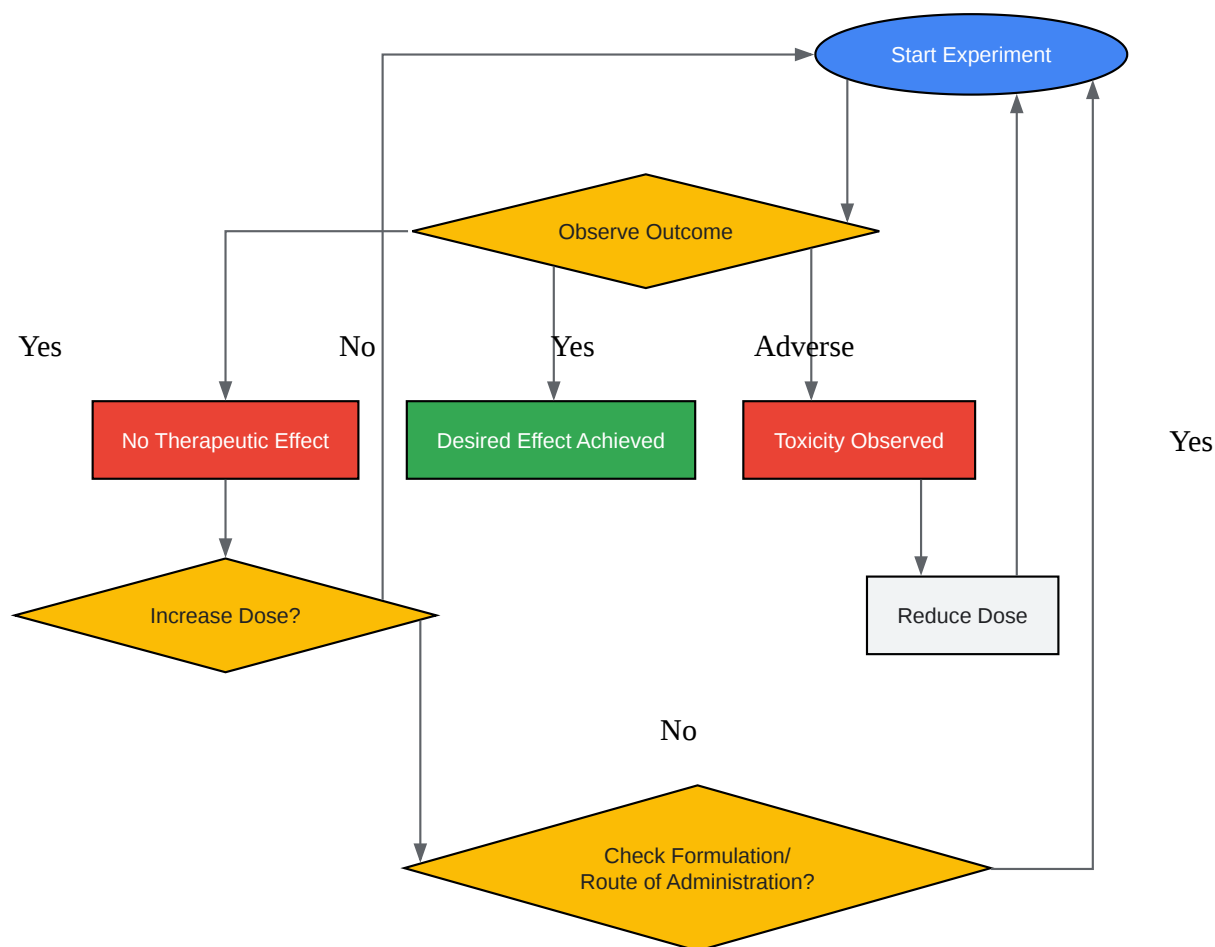 Start Experiment
Observe Outcome
Yes
No
Yes
Adverse
No Therapeutic Effect
Desired Effect Achieved
Toxicity Observed
Yes
Increase Dose?
Reduce Dose
No
Check Formulation/
Route of Administration?